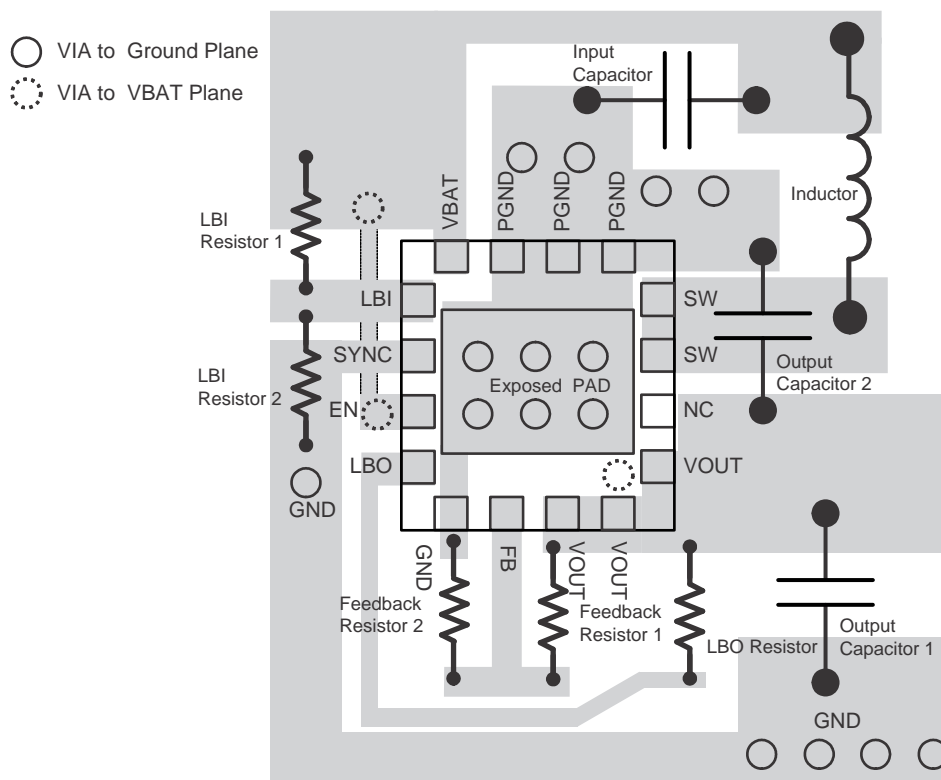 VIA to Ground Plane
VIA to VBAT Plane
Input
Capacitor
Inductor
LBI
Resistor 1
VBAT
PGND
PGND
PGND
LBI
SW
SYNC
SW
LBI
Resistor 2
Exposed PAD
Output
Capacitor 2
EN
NC
LBO
VOUT
GND
GND
FB
VOUT
VOUT
Feedback
Resistor 2
Feedback
Resistor 1
LBO Resistor
Output
Capacitor 1
GND